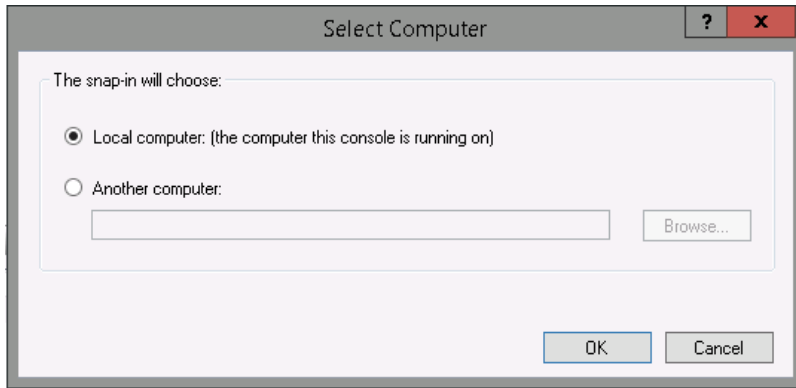 Select Computer
?
x
The snap-in will choose:
Local computer: (the computer this console is running on)
Another computer:
Browse...
OK
Cancel